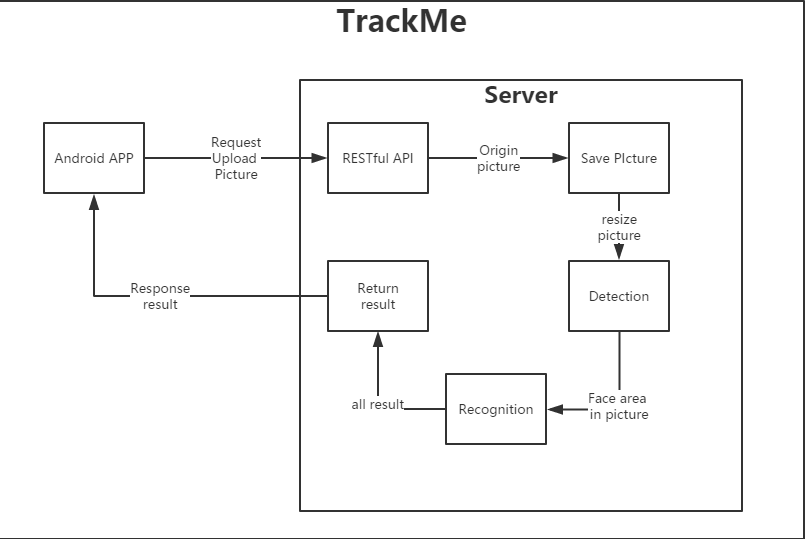 TrackMe
Server
Android APP
Request
Upload
Picture
RESTful API
Origin
picture
Save PIcture
resize
picture
Detection
Face area
in picture
Recognition
all result
Return
result
Response
result